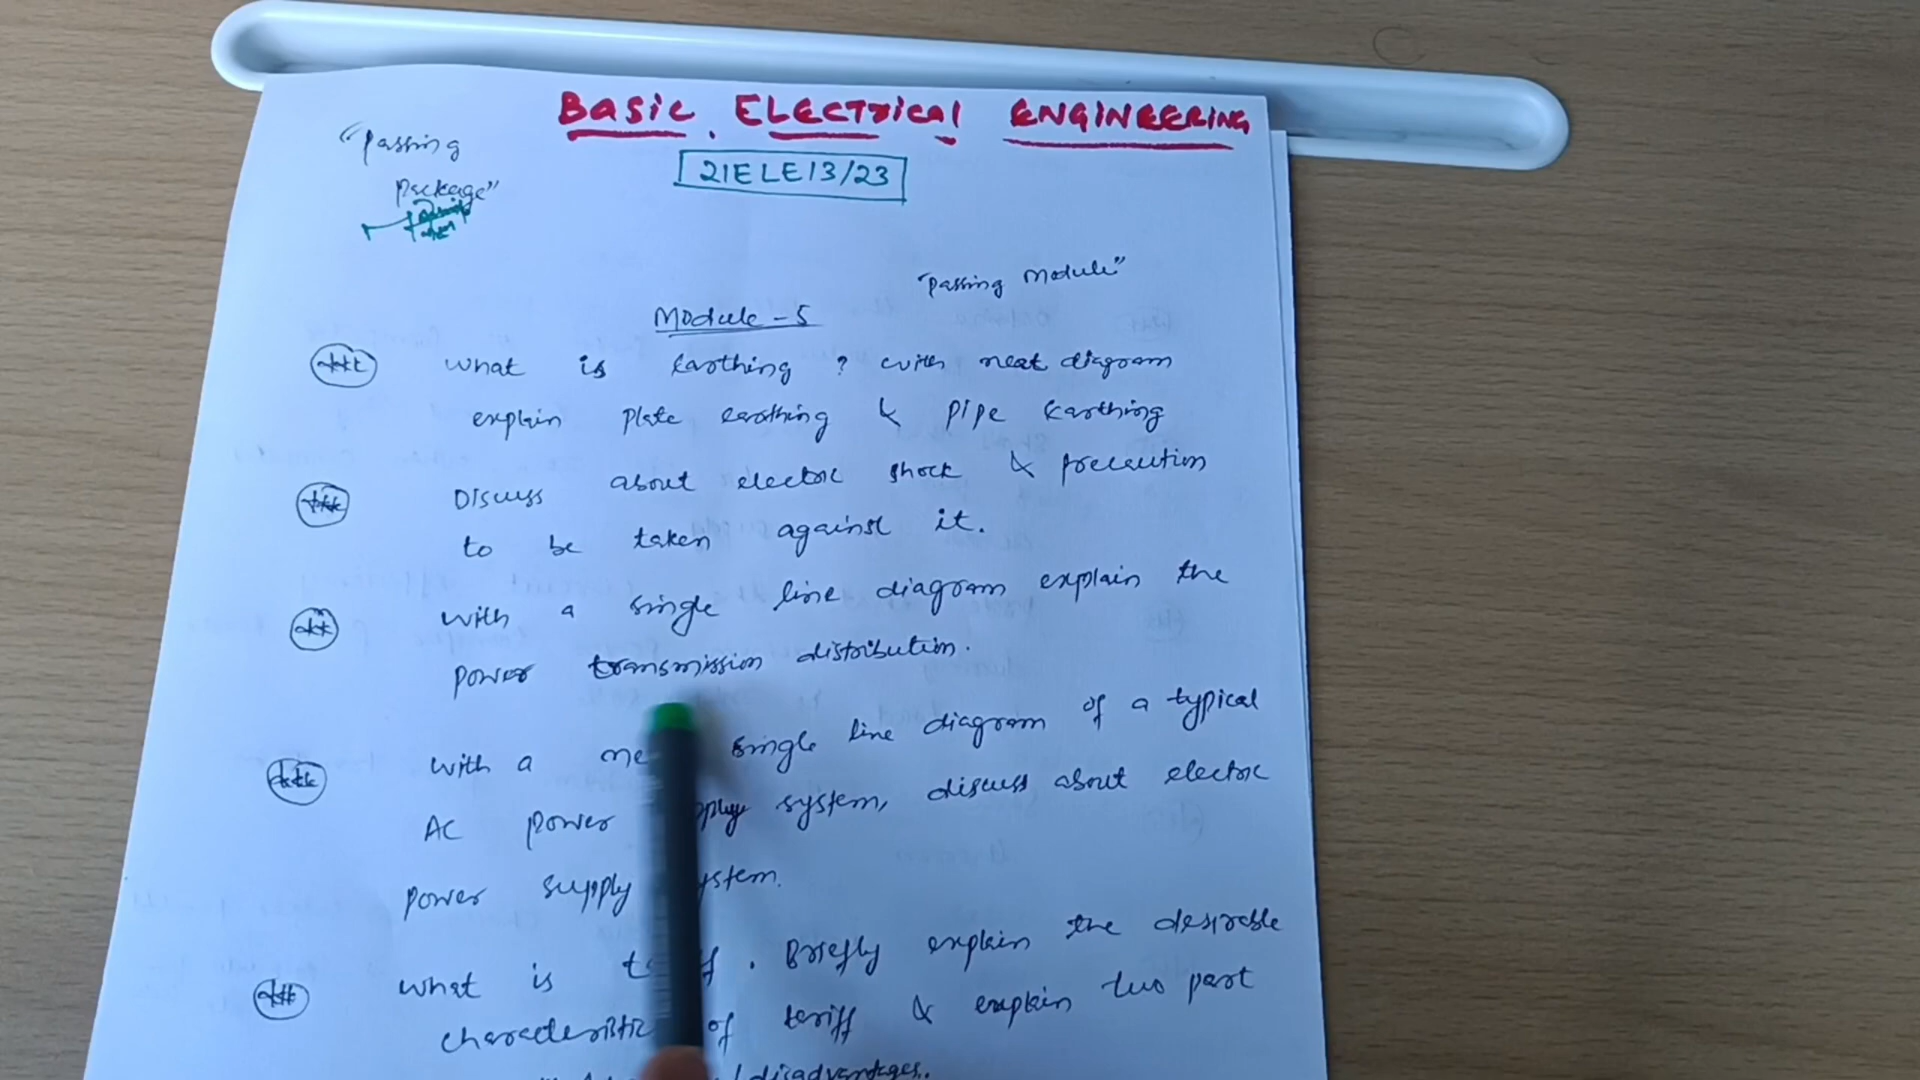 BASIC ELECTRICAL ENGINEERING
21ELE13/23
"Passing
Package"
"Passing Module"
Module - 5
What is Earthing ? with neat diagram
explain plate earthing & pipe Earthing
Discuss about electric shock & precaution
to be taken against it.
With a single line diagram explain the
power transmission distribution.
With a single line diagram of a typical
AC power system, discuss about electric
power supply system.
What is . Briefly explain the desirable
characteristic of tariff & explain two part
disadvantages.